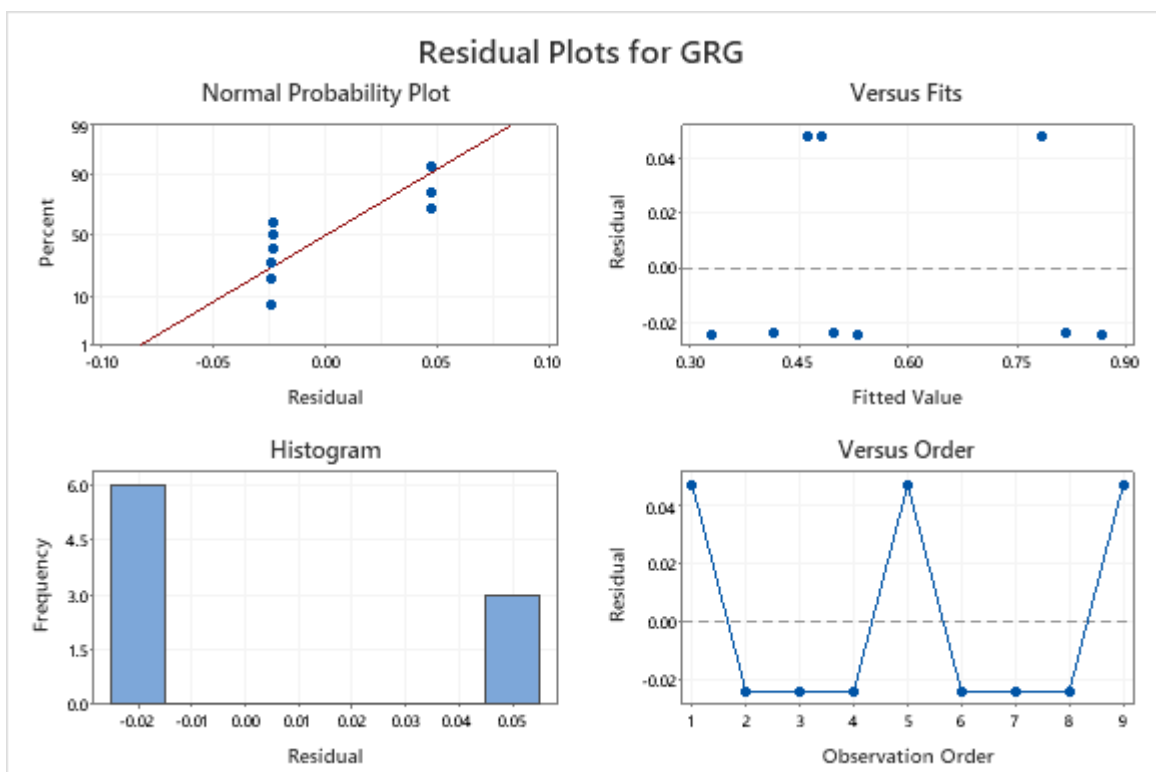 Residual Plots for GRG
Normal Probability Plot
99
90
50
10
1
Percent
-0.10 -0.05 0.00 0.05 0.10
Residual
Versus Fits
0.04
0.02
0.00
-0.02
Residual
0.30 0.45 0.60 0.75 0.90
Fitted Value
Histogram
6.0
4.5
3.0
1.5
0.0
Frequency
-0.02 -0.01 0.00 0.01 0.02 0.03 0.04 0.05
Residual
Versus Order
0.04
0.02
0.00
-0.02
Residual
1 2 3 4 5 6 7 8 9
Observation Order